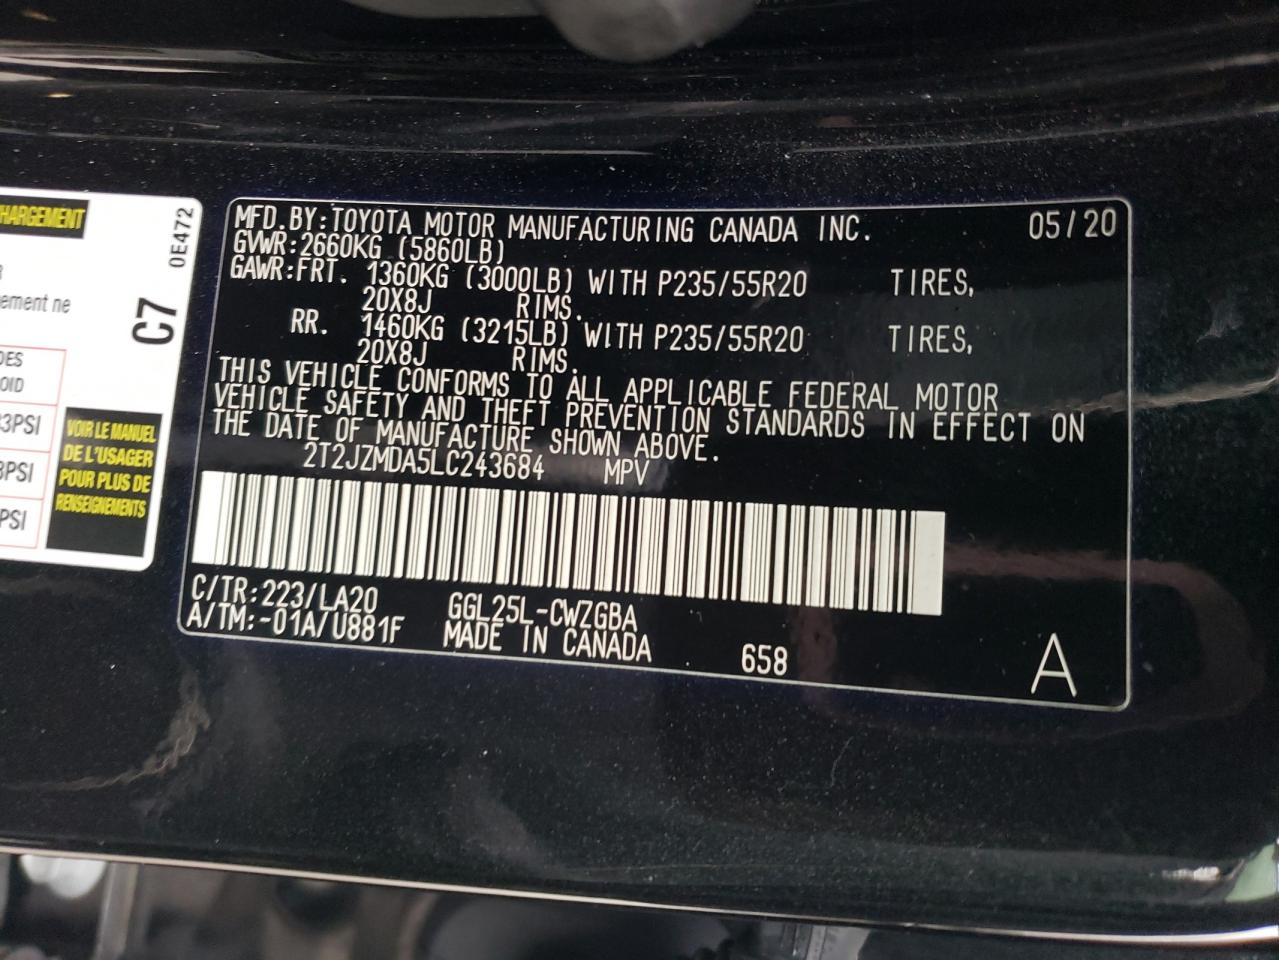 HARGEMENT
0E472
ement ne
C7
DES
OID
3PSI
PSI
PSI
VOIR LE MANUEL
DE L'USAGER
POUR PLUS DE
RENSEIGNEMENTS
MFD.BY:TOYOTA MOTOR MANUFACTURING CANADA INC. 05/20
GVWR:2660KG (5860LB)
GAWR:FRT. 1360KG (3000LB) WITH P235/55R20 TIRES,
20X8J RIMS.
RR. 1460KG (3215LB) WITH P235/55R20 TIRES,
20X8J RIMS.
THIS VEHICLE CONFORMS TO ALL APPLICABLE FEDERAL MOTOR
VEHICLE SAFETY AND THEFT PREVENTION STANDARDS IN EFFECT ON
THE DATE OF MANUFACTURE SHOWN ABOVE.
2T2JZMDA5LC243684 MPV
C/TR:223/LA20 GGL25L-CWZGBA
A/TM:-01A/U881F MADE IN CANADA 658
A